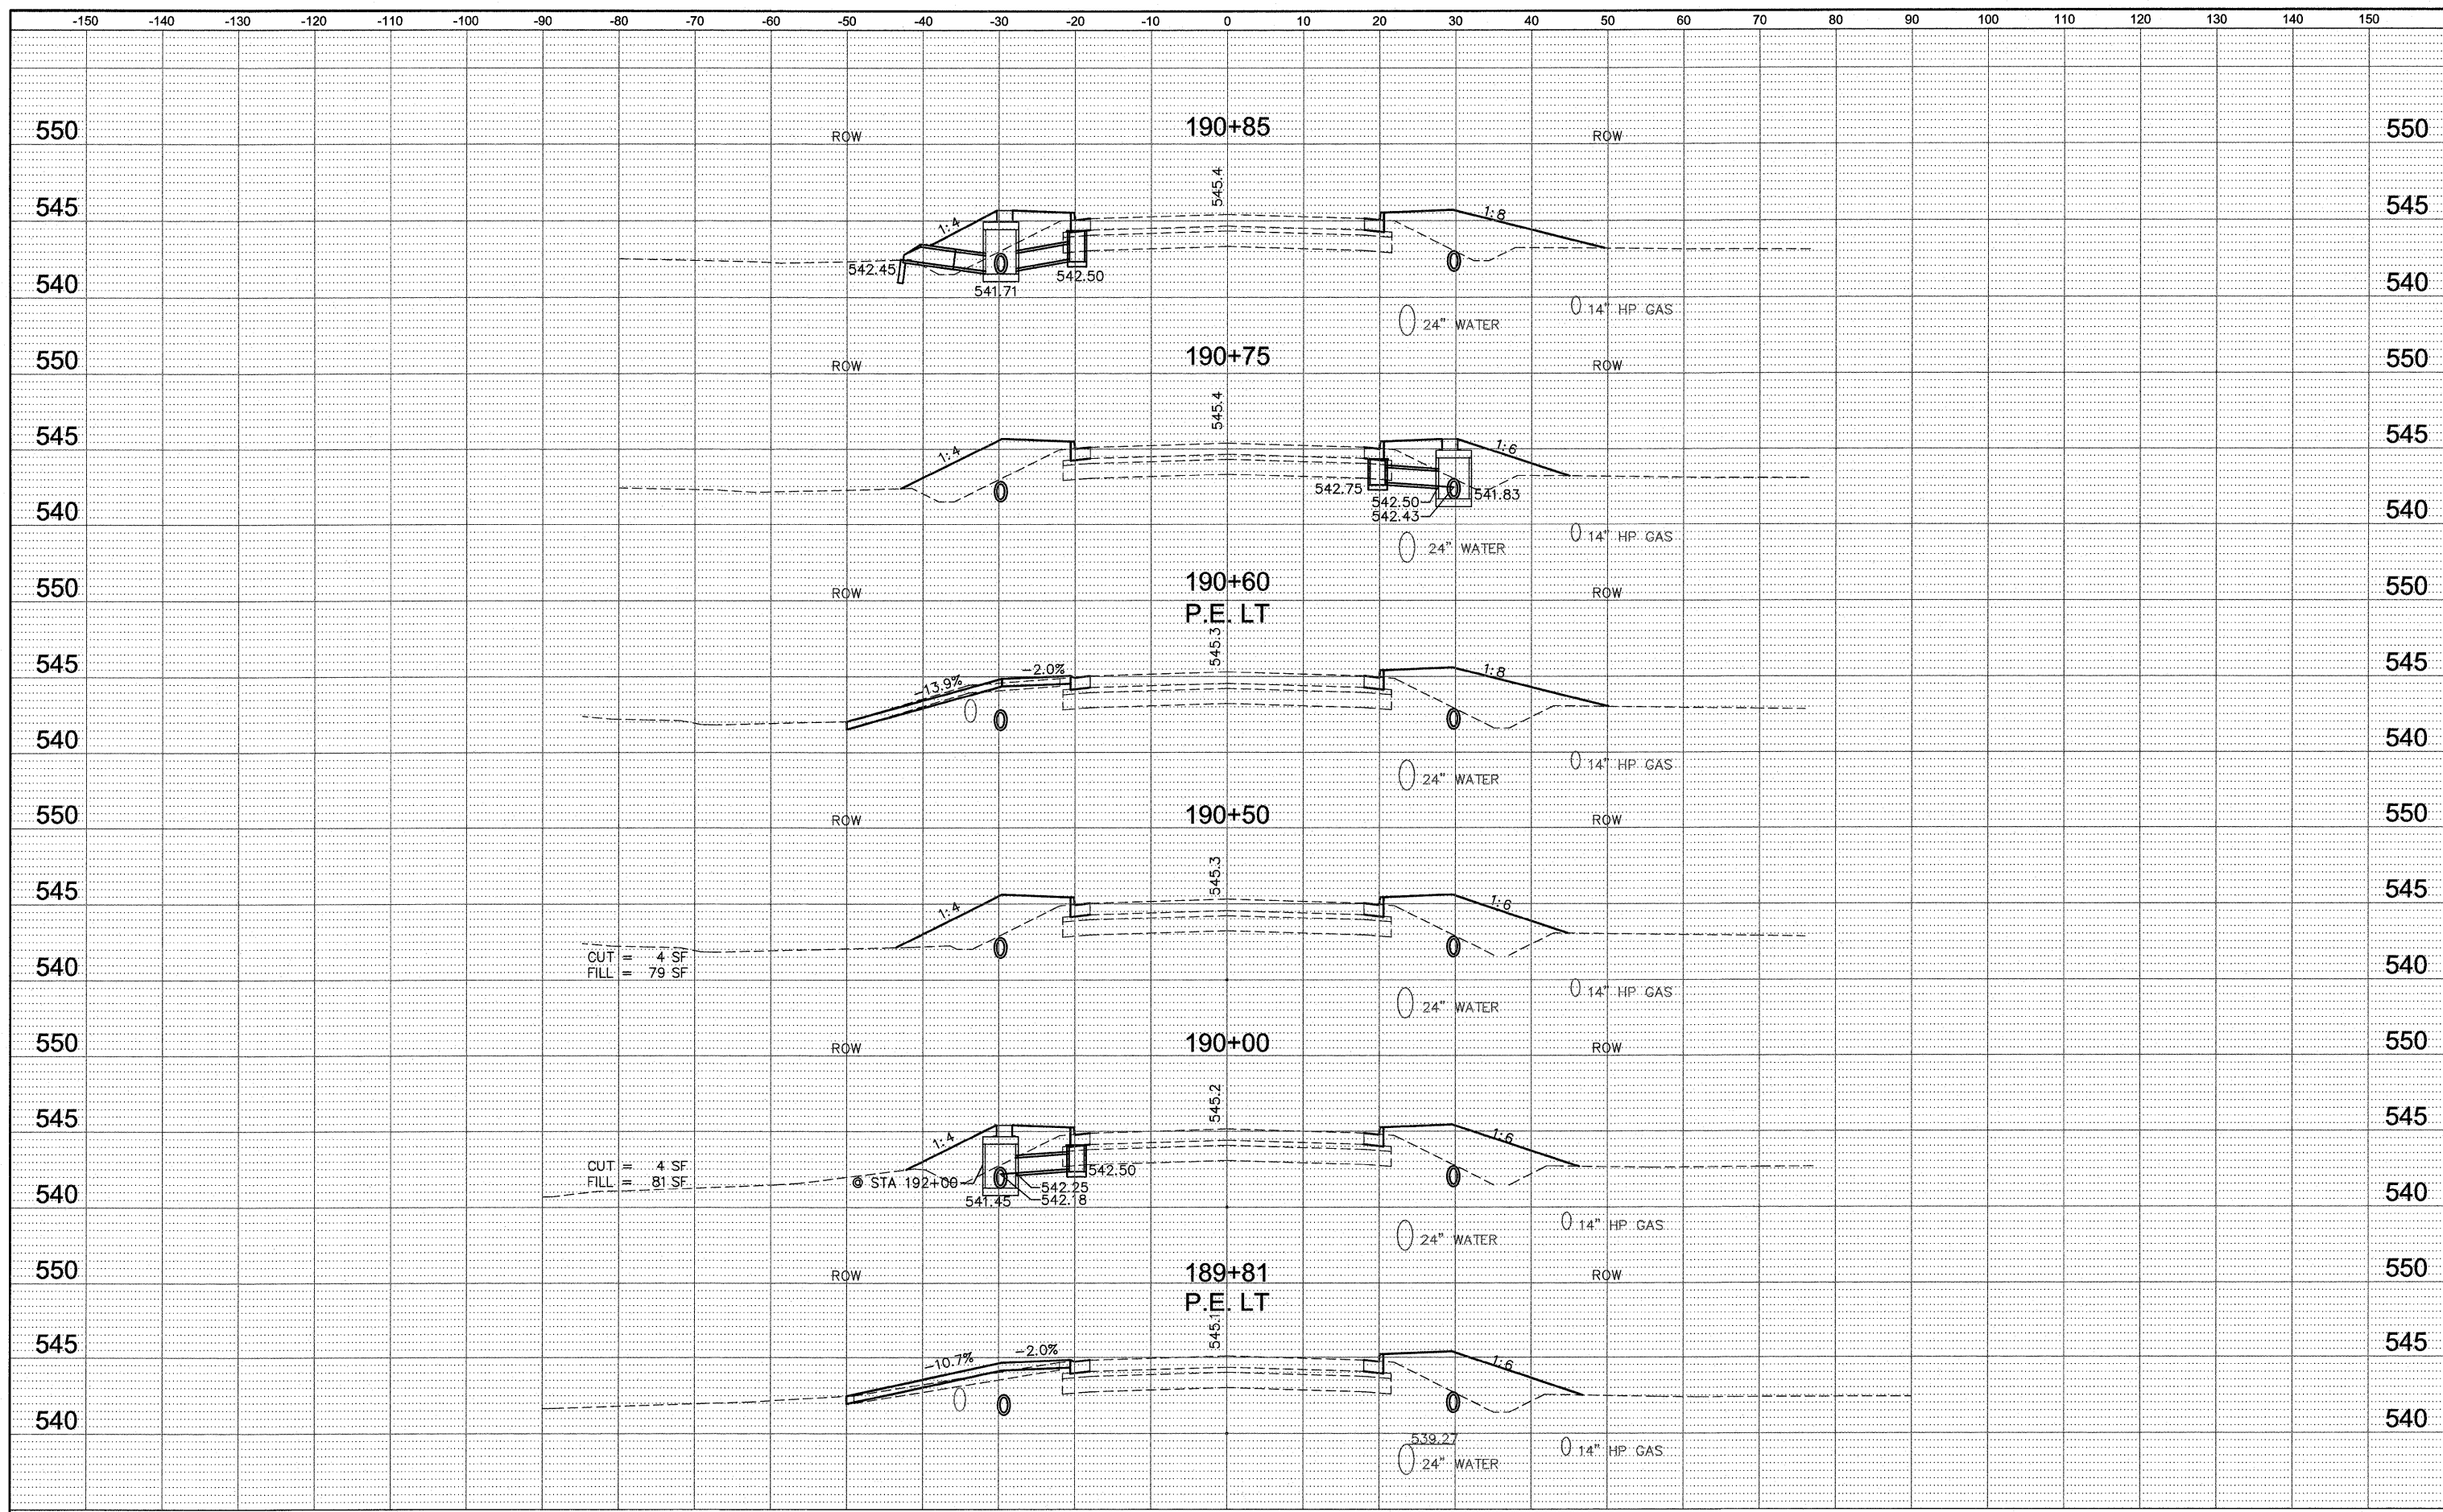 -150 -140 -130 -120 -110 -100 -90 -80 -70 -60 -50 -40 -30 -20 -10 0 10 20 30 40 50 60 70 80 90 100 110 120 130 140 150
550 ROW 190+85 ROW 550
545.4
545 1:4 1:8 545
542.45 542.50
540 541.71 540
24" WATER 14" HP GAS
550 ROW 190+75 ROW 550
545.4
545 1:4 1:6 545
542.75 541.83
542.50
540 542.43 540
24" WATER 14" HP GAS
550 ROW 190+60 ROW 550
P.E. LT
545.3
545 -13.9% -2.0% 1:8 545
540 540
24" WATER 14" HP GAS
550 ROW 190+50 ROW 550
545.3
545 1:4 1:6 545
CUT = 4 SF
540 FILL = 79 SF 540
24" WATER 14" HP GAS
550 ROW 190+00 ROW 550
545.2
545 1:4 1:6 545
CUT = 4 SF 542.50
FILL = 81 SF @ STA 192+00 542.25
540 541.45 542.18 540
24" WATER 14" HP GAS
550 ROW 189+81 ROW 550
P.E. LT
545.1
545 -10.7% -2.0% 1:6 545
540 540
539.27
24" WATER 14" HP GAS